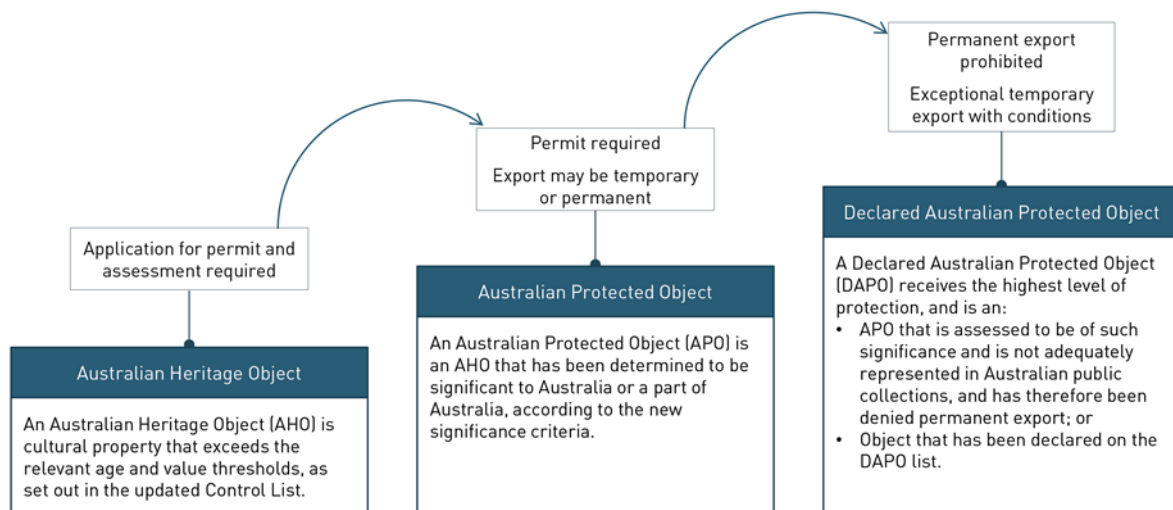 Application for permit and
assessment required
Australian Heritage Object
An Australian Heritage Object (AHO) is
cultural property that exceeds the
relevant age and value thresholds, as
set out in the updated Control List.
Permit required
Export may be temporary
or permanent
Australian Protected Object
An Australian Protected Object (APO) is
an AHO that has been determined to be
significant to Australia or a part of
Australia, according to the new
significance criteria.
Permanent export
prohibited
Exceptional temporary
export with conditions
Declared Australian Protected Object
A Declared Australian Protected Object
(DAPO) receives the highest level of
protection, and is an:
• APO that is assessed to be of such
significance and is not adequately
represented in Australian public
collections, and has therefore been
denied permanent export; or
• Object that has been declared on the
DAPO list.